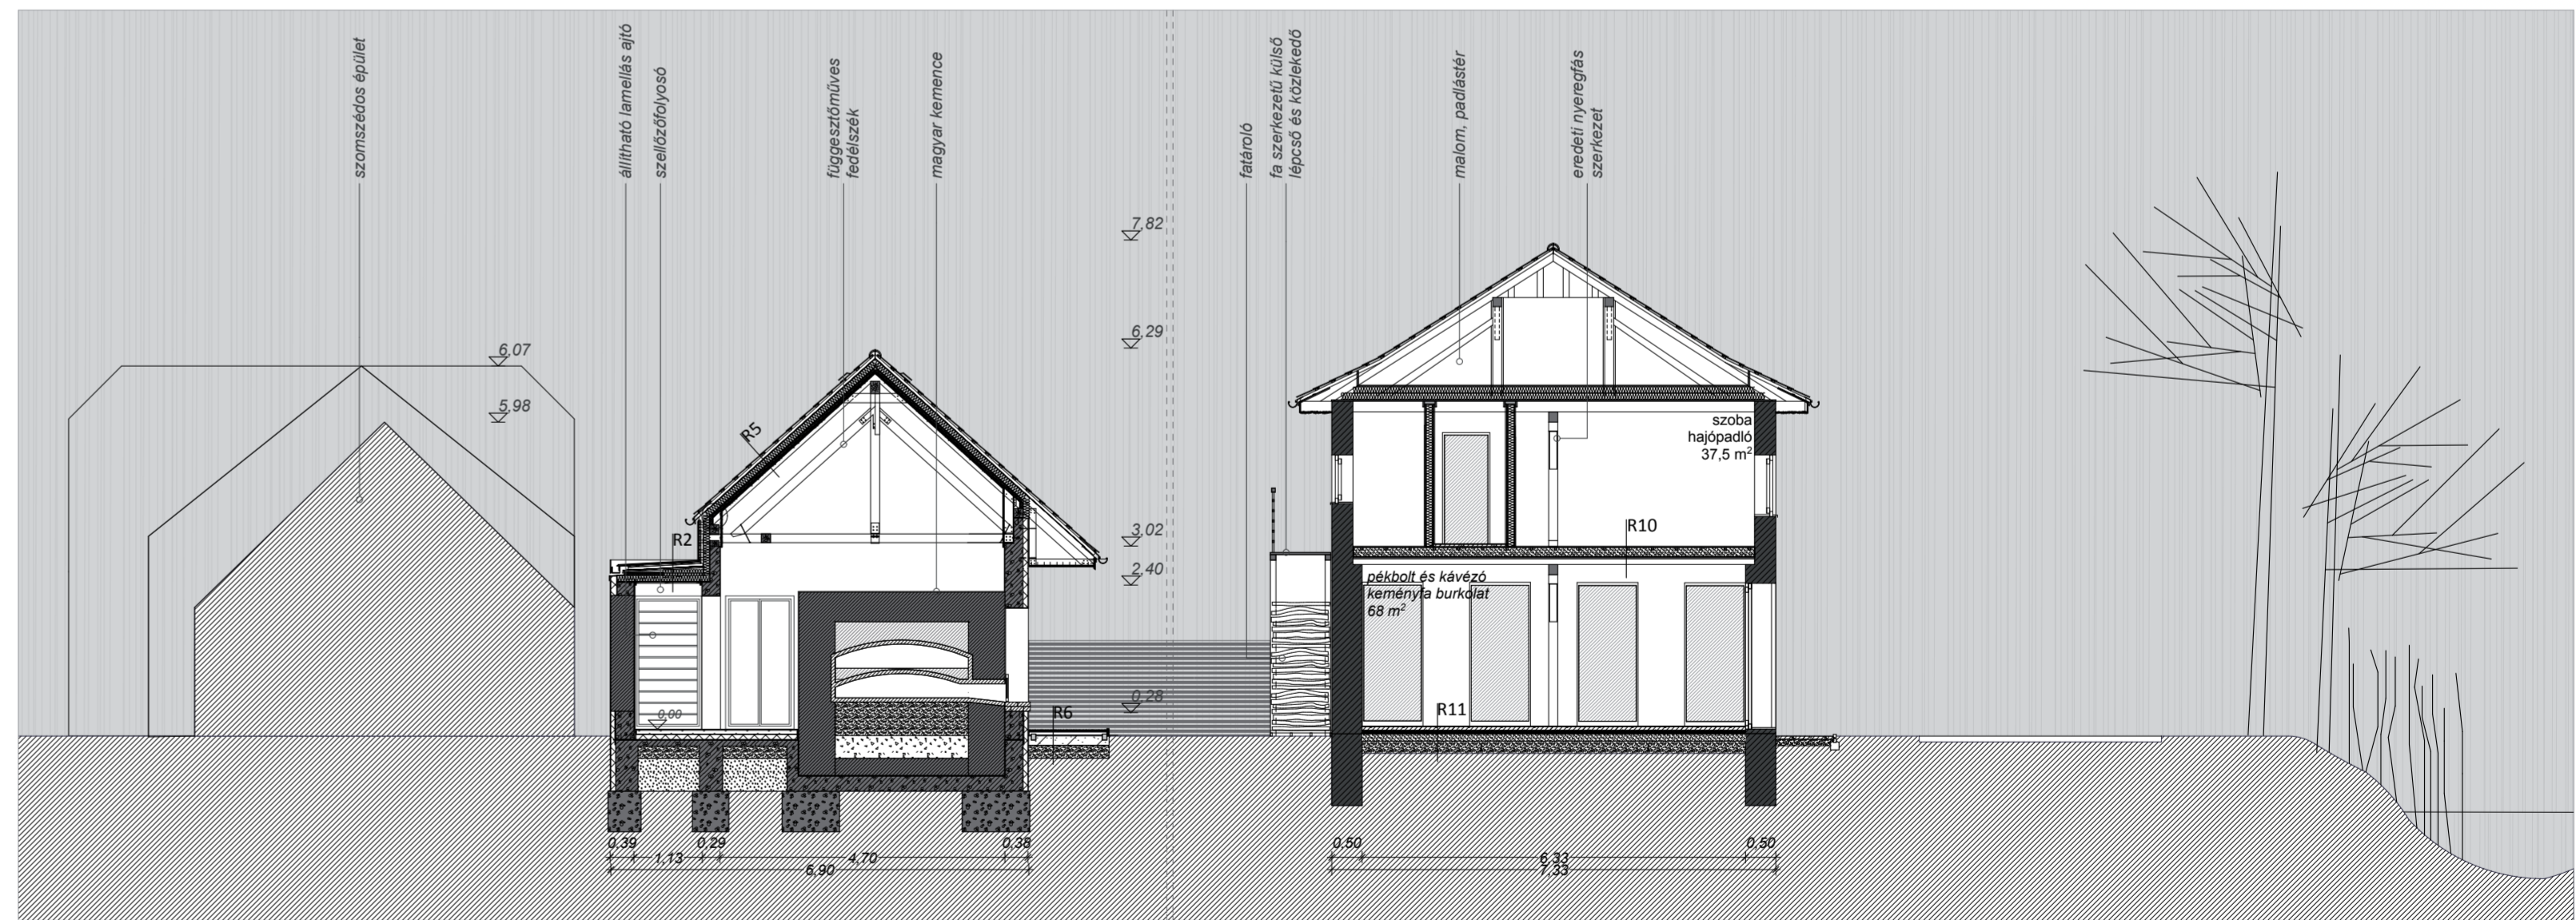 szomszédos épület
állítható lamellás ajtó
szellőzőfolyosó
függesztőműves
fedélszék
magyar kemence
fatároló
fa szerkezetű külső
lépcső és közlekedő
malom, padlástér
eredeti nyeregfás
szerkezet
7,82
6,29
6,07
5,98
R5
szoba
hajópadló
37,5 m²
R2
3,02
R10
2,40
pékbolt és kávézó
keményfa burkolat
68 m²
0,28
0,00
R6
R11
0,39
1,13
0,29
4,70
0,38
6,90
0,50
6,33
0,50
7,33